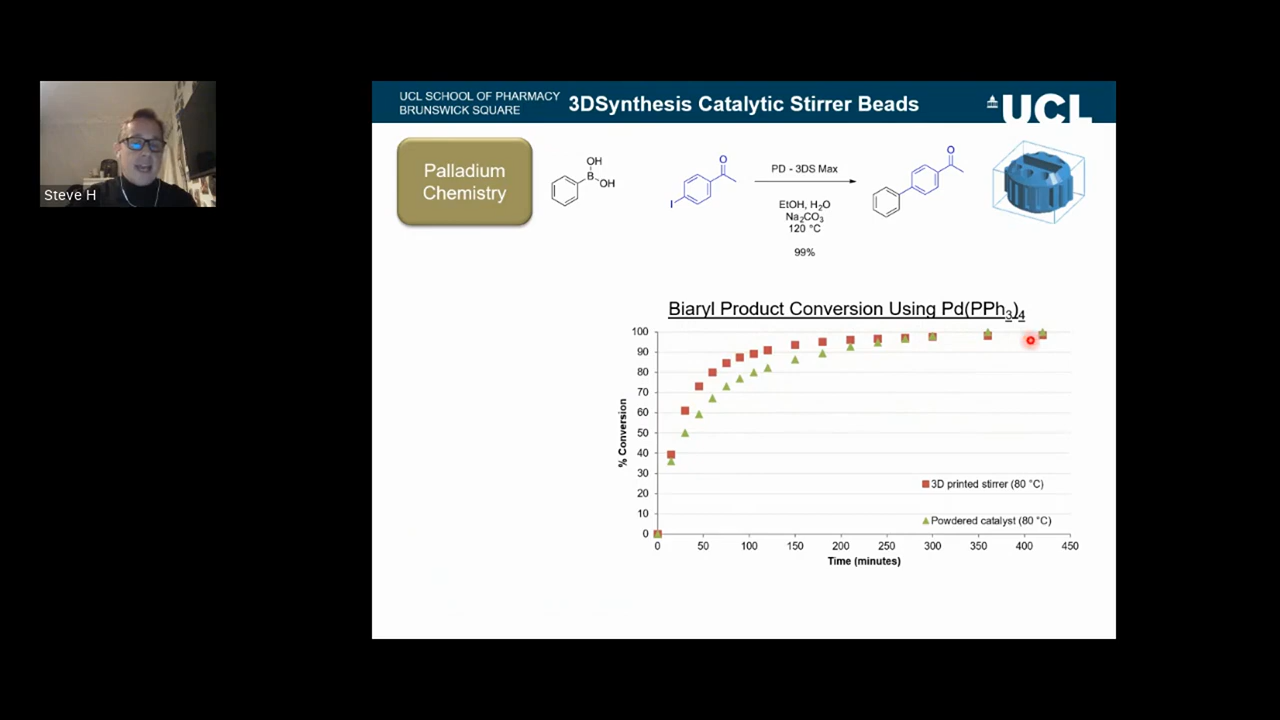 Steve H
UCL SCHOOL OF PHARMACY
BRUNSWICK SQUARE
3DSynthesis Catalytic Stirrer Beads
UCL
Palladium
Chemistry
OH
B
OH
I
O
PD - 3DS Max
EtOH, H₂O
Na₂CO₃
120 °C
99%
O
Biaryl Product Conversion Using Pd(PPh₃)₄
100
90
80
70
60
50
40
30
20
10
0
% Conversion
3D printed stirrer (80 °C)
Powdered catalyst (80 °C)
0 50 100 150 200 250 300 350 400 450
Time (minutes)